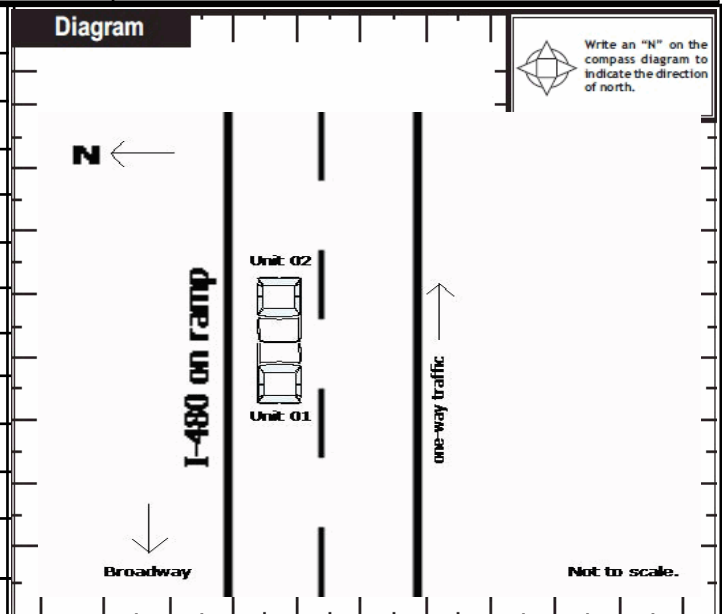 Diagram
Write an “N” on the
compass diagram to
indicate the direction
of north.
N
Unit 02
I-480 on ramp
Unit 01
one-way traffic
Broadway
Not to scale.